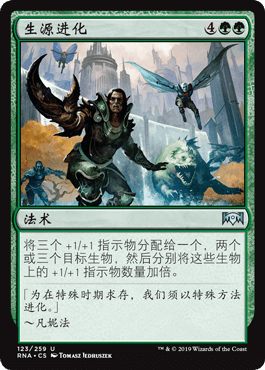 生源进化 4
法术
将三个 +1/+1 指示物分配给一个，两个
或三个目标生物，然后分别将这些生物
上的 +1/+1 指示物数量加倍。
「为在特殊时期求存，我们须以特殊方法
进化。」
～凡妮法
123/259 U
RNA • CS Tomasz Jedruszek
™ & © 2019 Wizards of the Coast